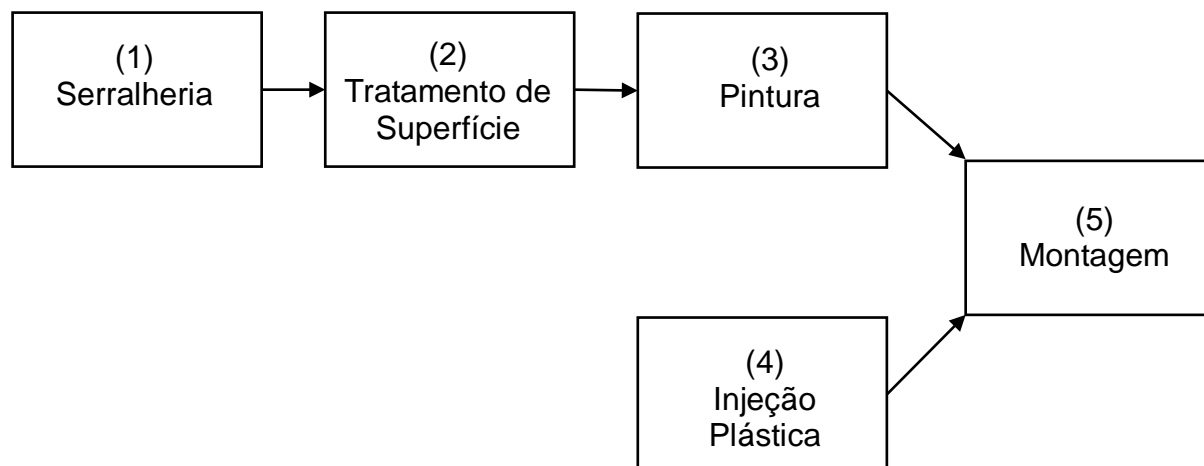 (1)
Serralheria
(2)
Tratamento de
Superfície
(3)
Pintura
(5)
Montagem
(4)
Injeção
Plástica